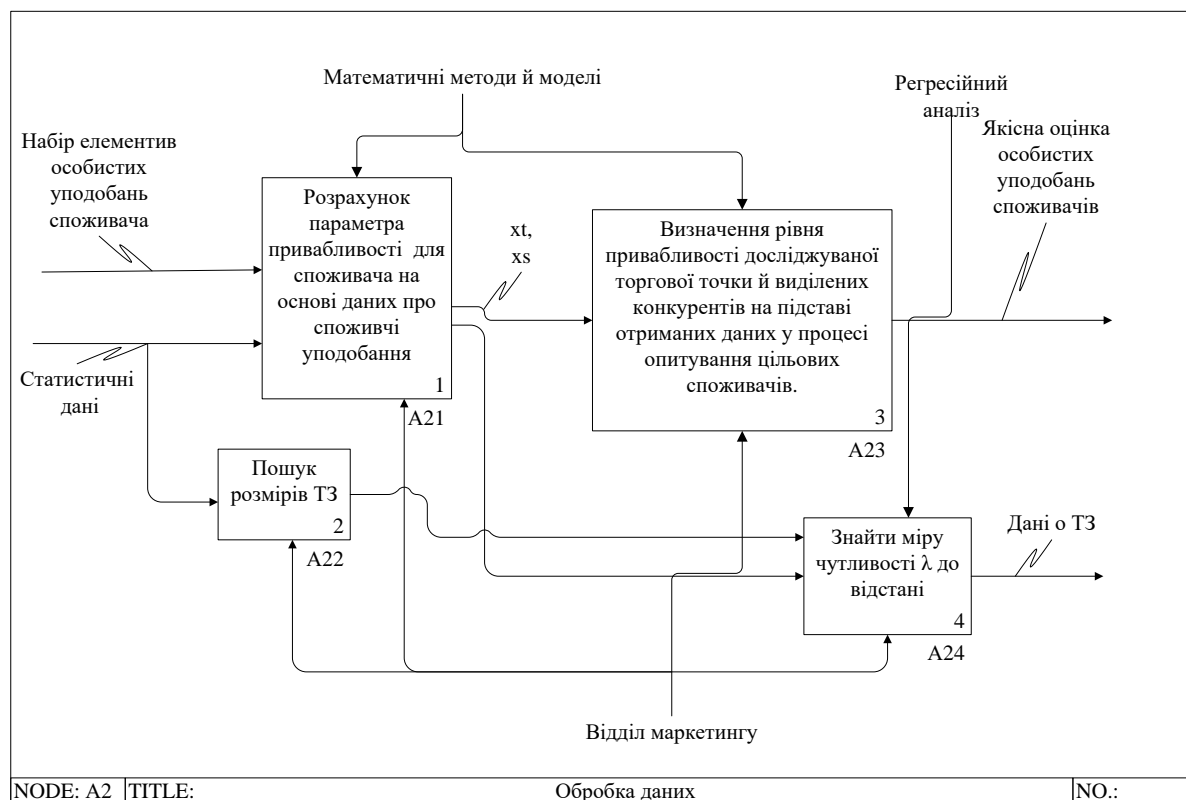 Математичні методи й моделі
Регресійний
аналіз
Набір елементив
особистих
уподобань
споживача
Якісна оцінка
особистих
уподобань
споживачів
Розрахунок
параметра
привабливості для
споживача на
основі даних про
споживчі
уподобання
1
A21
xt,
xs
Визначення рівня
привабливості досліджуваної
торгової точки й виділених
конкурентів на підставі
отриманих даних у процесі
опитування цільових
споживачів.
3
A23
Статистичні
дані
Пошук
розмірів ТЗ
2
A22
Знайти міру
чутливості λ до
відстані
4
A24
Дані о ТЗ
Відділ маркетингу
NODE: A2 TITLE: Обробка даних NO.: